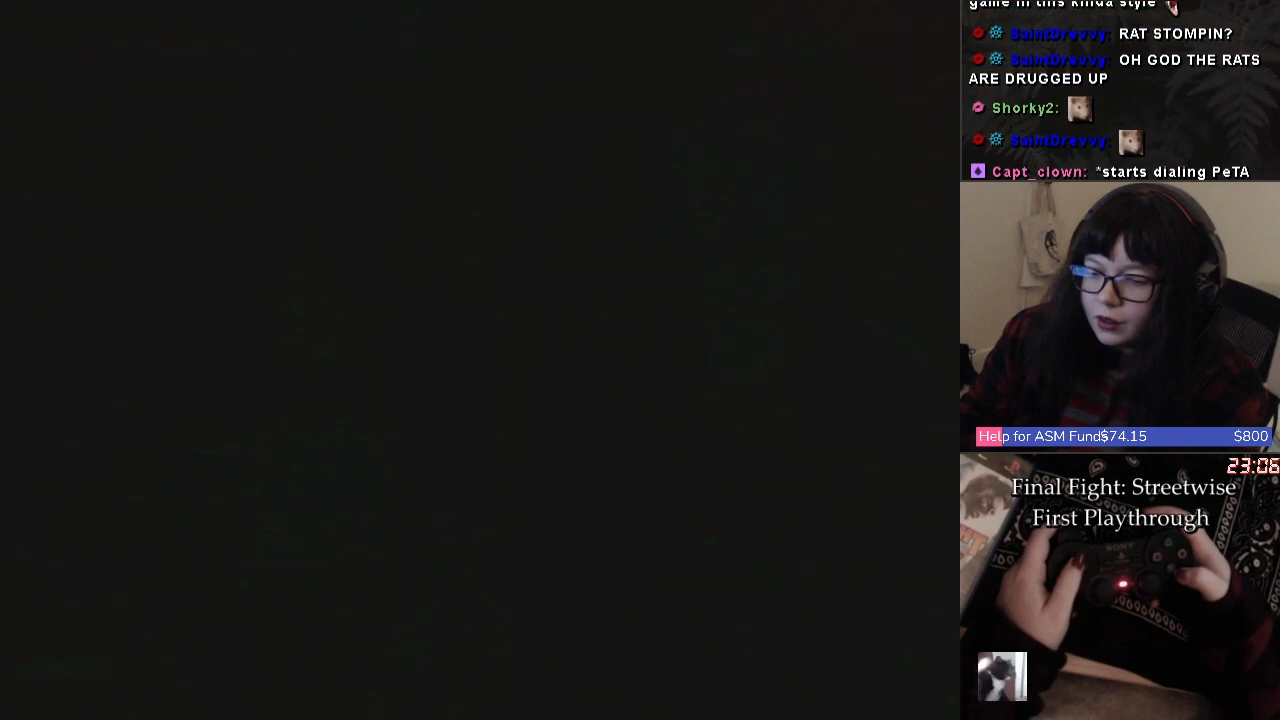 game in this kinda style
SaintDrevvy: RAT STOMPIN?
SaintDrevvy: OH GOD THE RATS
ARE DRUGGED UP
Shorky2:
SaintDrevvy:
Capt_clown: *starts dialing PeTA
Help for ASM Fund $74.15 $800
23:06
Final Fight: Streetwise
First Playthrough
SONY